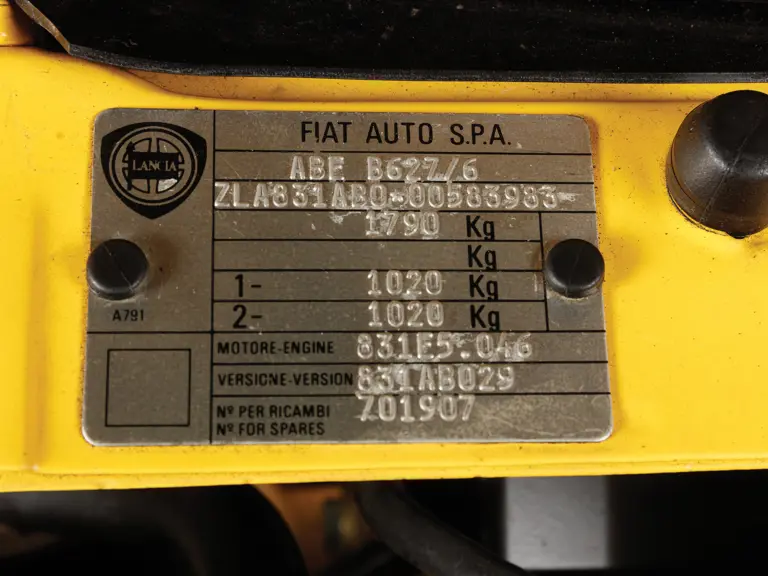 LANCIA
FIAT AUTO S.P.A.
ABE B627/6
ZLA831AB0*00583983*
1790 Kg
Kg
1- 1020 Kg
2- 1020 Kg
A791
MOTORE-ENGINE 831E5.046
VERSIONE-VERSION 831AB029
Nº PER RICAMBI 701907
Nº FOR SPARES